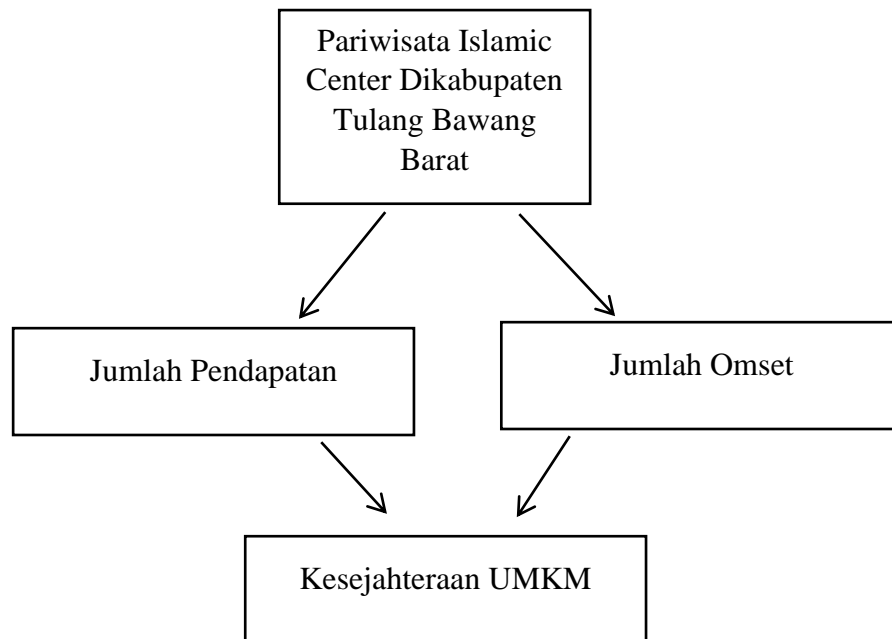 Pariwisata Islamic
Center Dikabupaten
Tulang Bawang
Barat
Jumlah Pendapatan
Jumlah Omset
Kesejahteraan UMKM